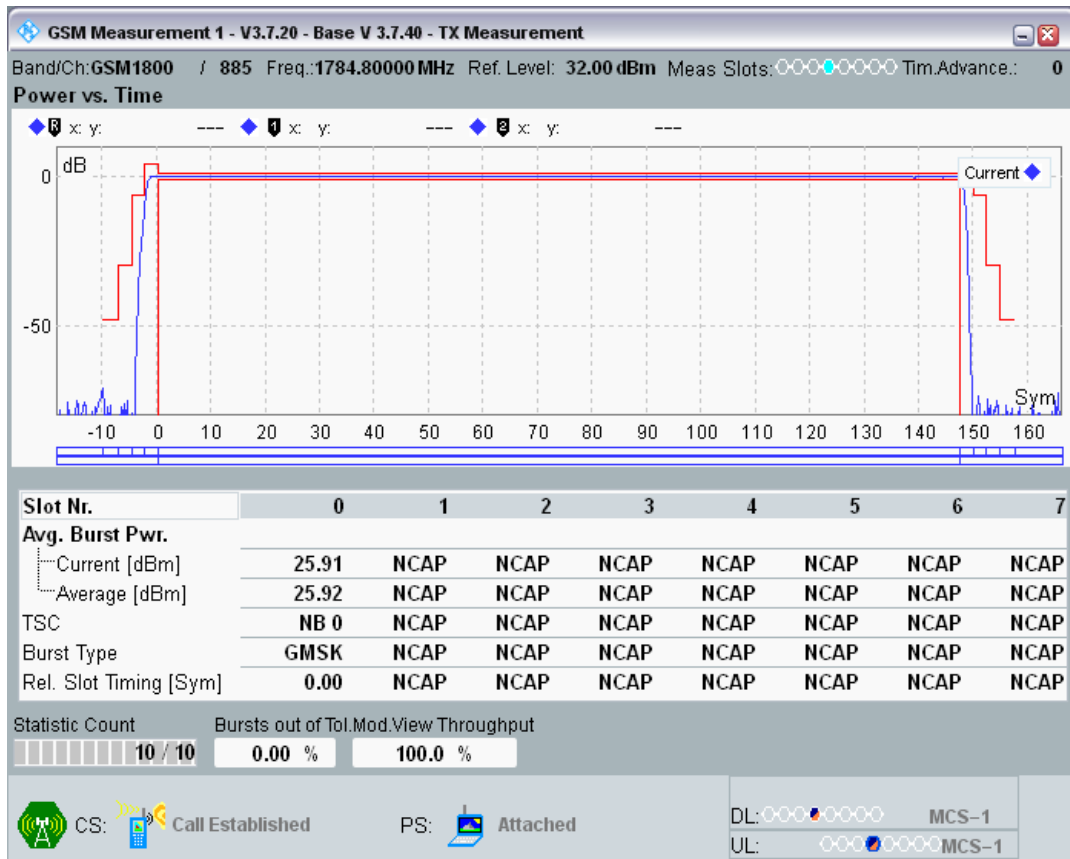 GSM Measurement 1 - V3.7.20 - Base V 3.7.40 - TX Measurement
Band/Ch:GSM1800 / 885 Freq.:1784.80000 MHz Ref. Level: 32.00 dBm Meas Slots: Tim.Advance.: 0
Power vs. Time
R x: y: --- 1 x: y: --- 2 x: y: ---
dB
Current
0
-50
Sym
-10 0 10 20 30 40 50 60 70 80 90 100 110 120 130 140 150 160
Slot Nr. 0 1 2 3 4 5 6 7
Avg. Burst Pwr.
Current [dBm] 25.91 NCAP NCAP NCAP NCAP NCAP NCAP NCAP
Average [dBm] 25.92 NCAP NCAP NCAP NCAP NCAP NCAP NCAP
TSC NB 0 NCAP NCAP NCAP NCAP NCAP NCAP NCAP
Burst Type GMSK NCAP NCAP NCAP NCAP NCAP NCAP NCAP
Rel. Slot Timing [Sym] 0.00 NCAP NCAP NCAP NCAP NCAP NCAP NCAP
Statistic Count Bursts out of Tol. Mod.View Throughput
10 / 10 0.00 % 100.0 %
CS: Call Established PS: Attached
DL: MCS-1
UL: MCS-1